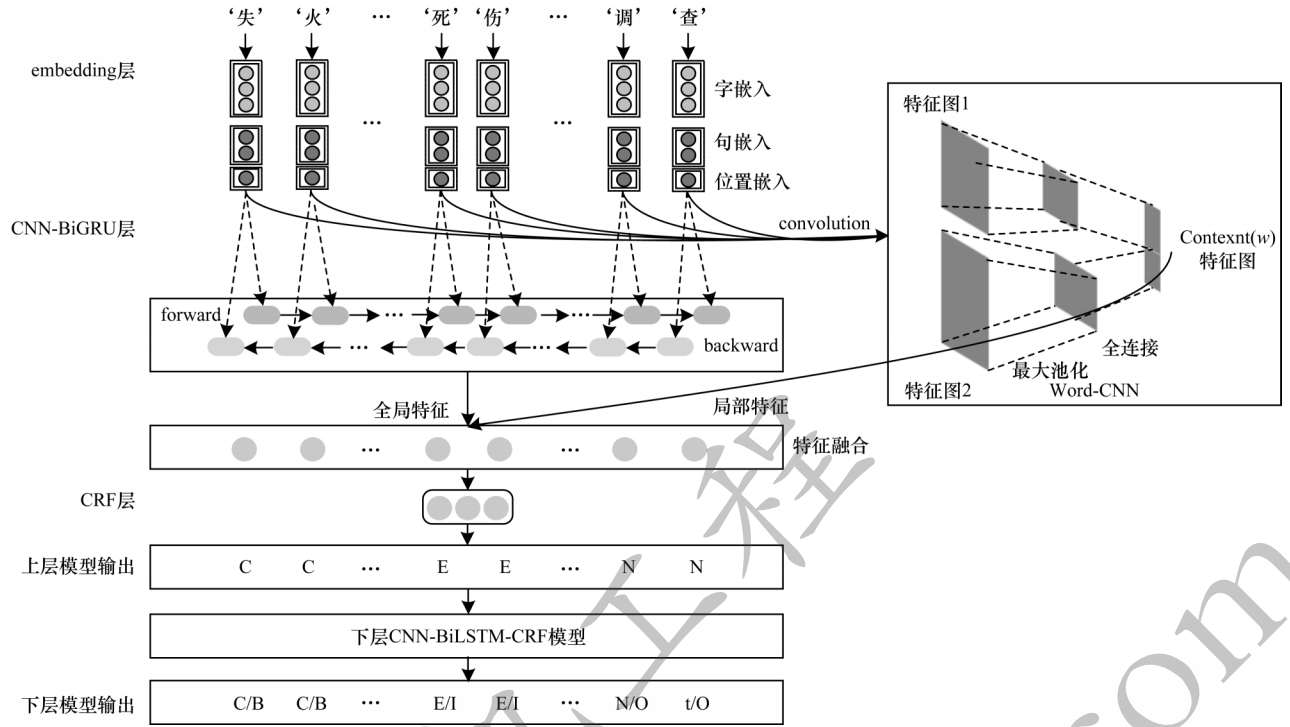 ‘失’ ‘火’ … ‘死’ ‘伤’ … ‘调’ ‘查’
embedding层
字嵌入
… …
句嵌入
位置嵌入
CNN-BiGRU层
convolution
特征图1
Contexnt(w)
特征图
全连接
最大池化
特征图2
Word-CNN
forward … …
… … backward
全局特征
局部特征
… …
特征融合
CRF层
上层模型输出 C C … E E … N N
下层CNN-BiLSTM-CRF模型
下层模型输出 C/B C/B … E/I E/I … N/O t/O
工程
om